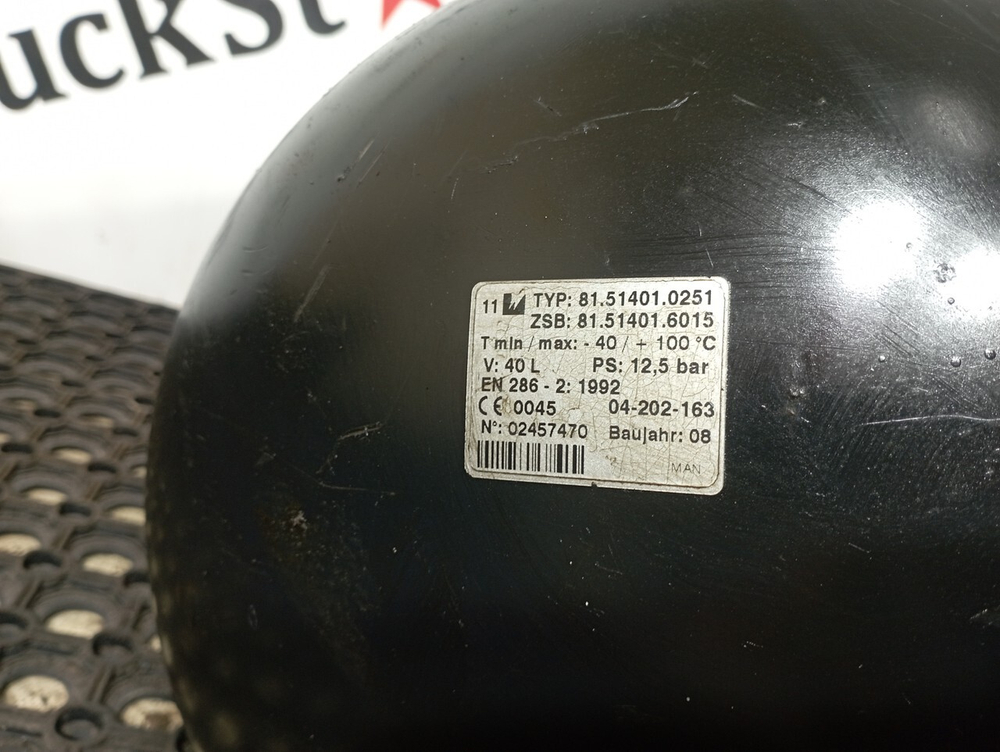 uckSt
11 TYP: 81.51401.0251
ZSB: 81.51401.6015
T min / max: - 40 / + 100 °C
V: 40 L PS: 12,5 bar
EN 286 - 2: 1992
CE 0045 04-202-163
N°: 02457470 Baujahr: 08
MAN